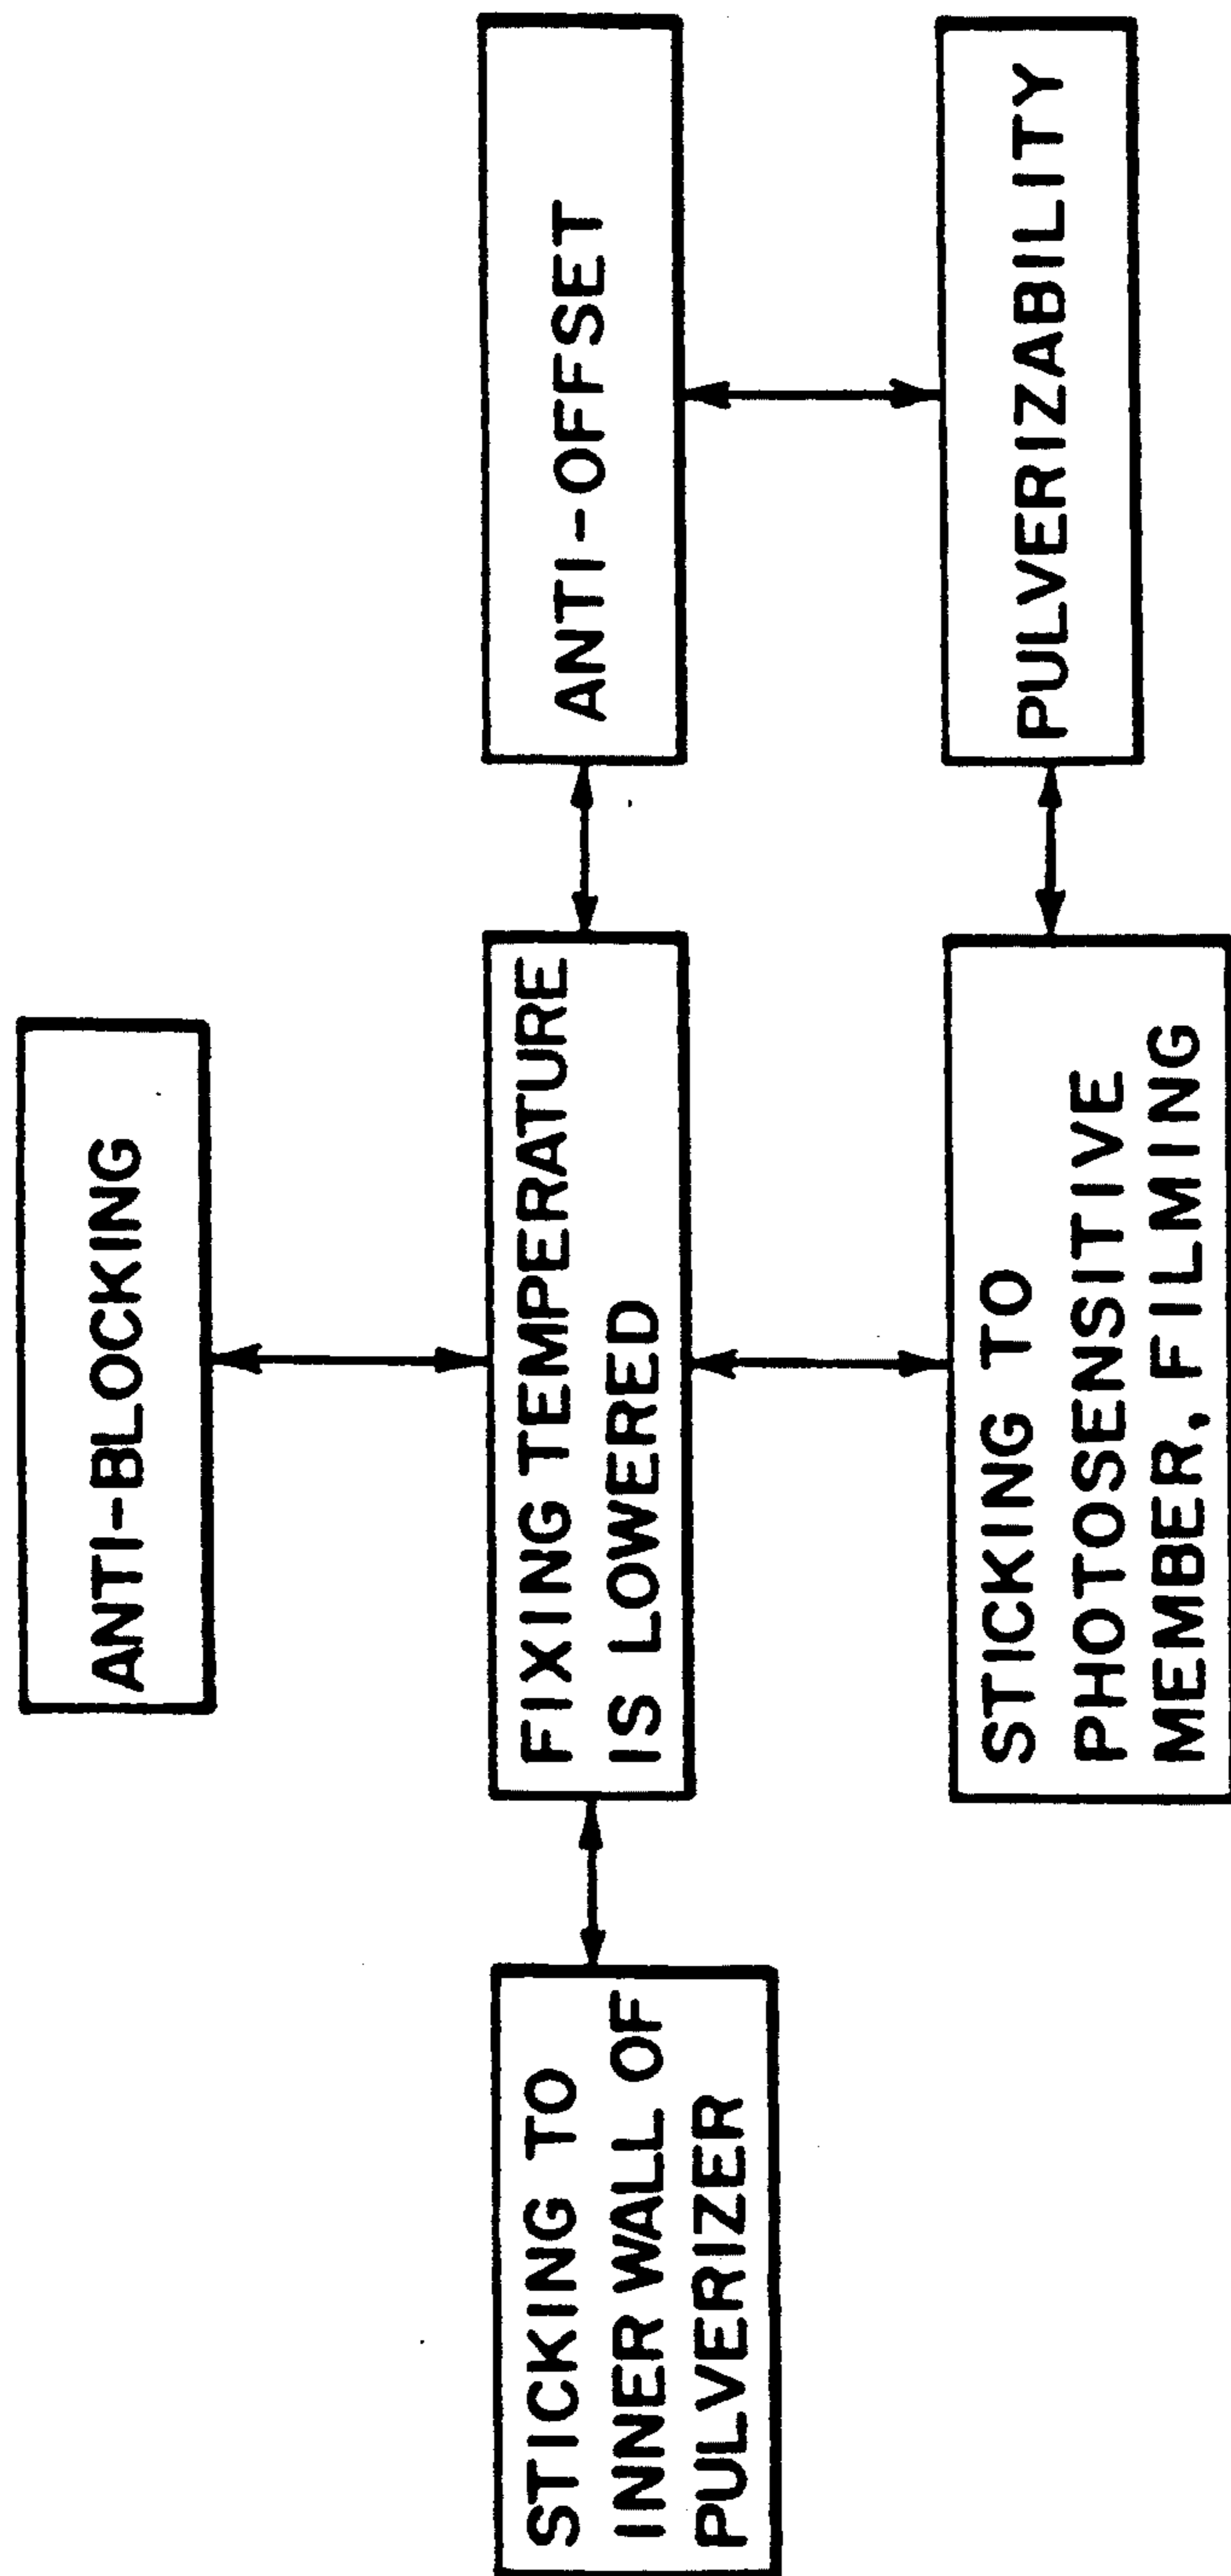 ANTI-BLOCKING
STICKING TO
INNER WALL OF
PULVERIZER
FIXING TEMPERATURE
IS LOWERED
ANTI-OFFSET
STICKING TO
PHOTOSENSITIVE
MEMBER, FILMING
PULVERIZABILITY